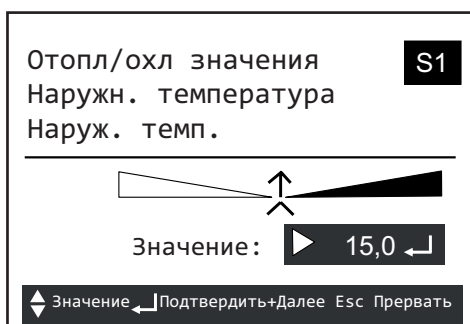 Отопл/охл значения S1
Наружн. температура
Наруж. темп.
Значение: 15,0
Значение Подтвердить+Далее Esc Прервать